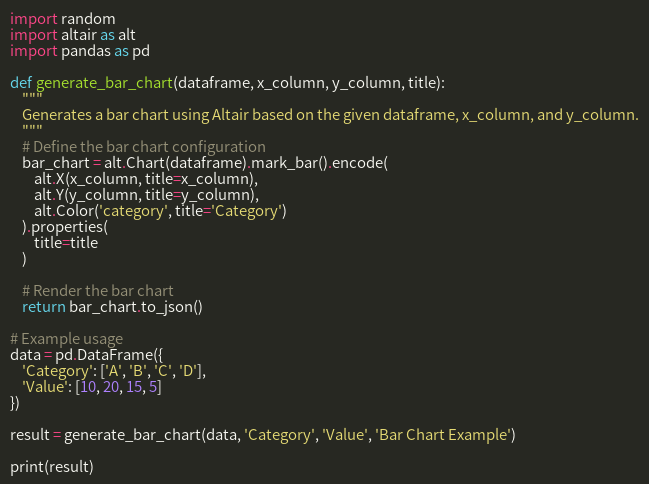 import random
import altair as alt
import pandas as pd

def generate_bar_chart(dataframe, x_column, y_column, title):
    """
    Generates a bar chart using Altair based on the given dataframe, x_column, and y_column.
    """
    # Define the bar chart configuration
    bar_chart = alt.Chart(dataframe).mark_bar().encode(
        alt.X(x_column, title=x_column),
        alt.Y(y_column, title=y_column),
        alt.Color('category', title='Category')
    ).properties(
        title=title
    )

    # Render the bar chart
    return bar_chart.to_json()

# Example usage
data = pd.DataFrame({
    'Category': ['A', 'B', 'C', 'D'],
    'Value': [10, 20, 15, 5]
})

result = generate_bar_chart(data, 'Category', 'Value', 'Bar Chart Example')

print(result)